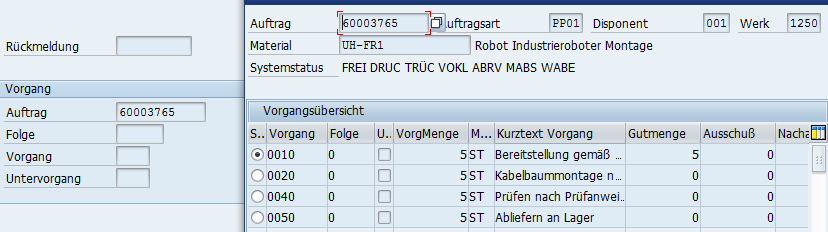 Rückmeldung
Vorgang
Auftrag 60003765
Folge
Vorgang
Untervorgang
Auftrag 60003765 uftragsart PP01 Disponent 001 Werk 1250
Material UH-FR1 Robot Industrieroboter Montage
Systemstatus FREI DRUC TRÜC VOKL ABRV MABS WABE
Vorgangsübersicht
S.. Vorgang Folge U.. VorgMenge M... Kurztext Vorgang Gutmenge Ausschuß Nacha
0010 0 5 ST Bereitstellung gemäß ... 5 0
0020 0 5 ST Kabelbaummontage n... 0 0
0040 0 5 ST Prüfen nach Prüfanwei... 0 0
0050 0 5 ST Abliefern an Lager 0 0